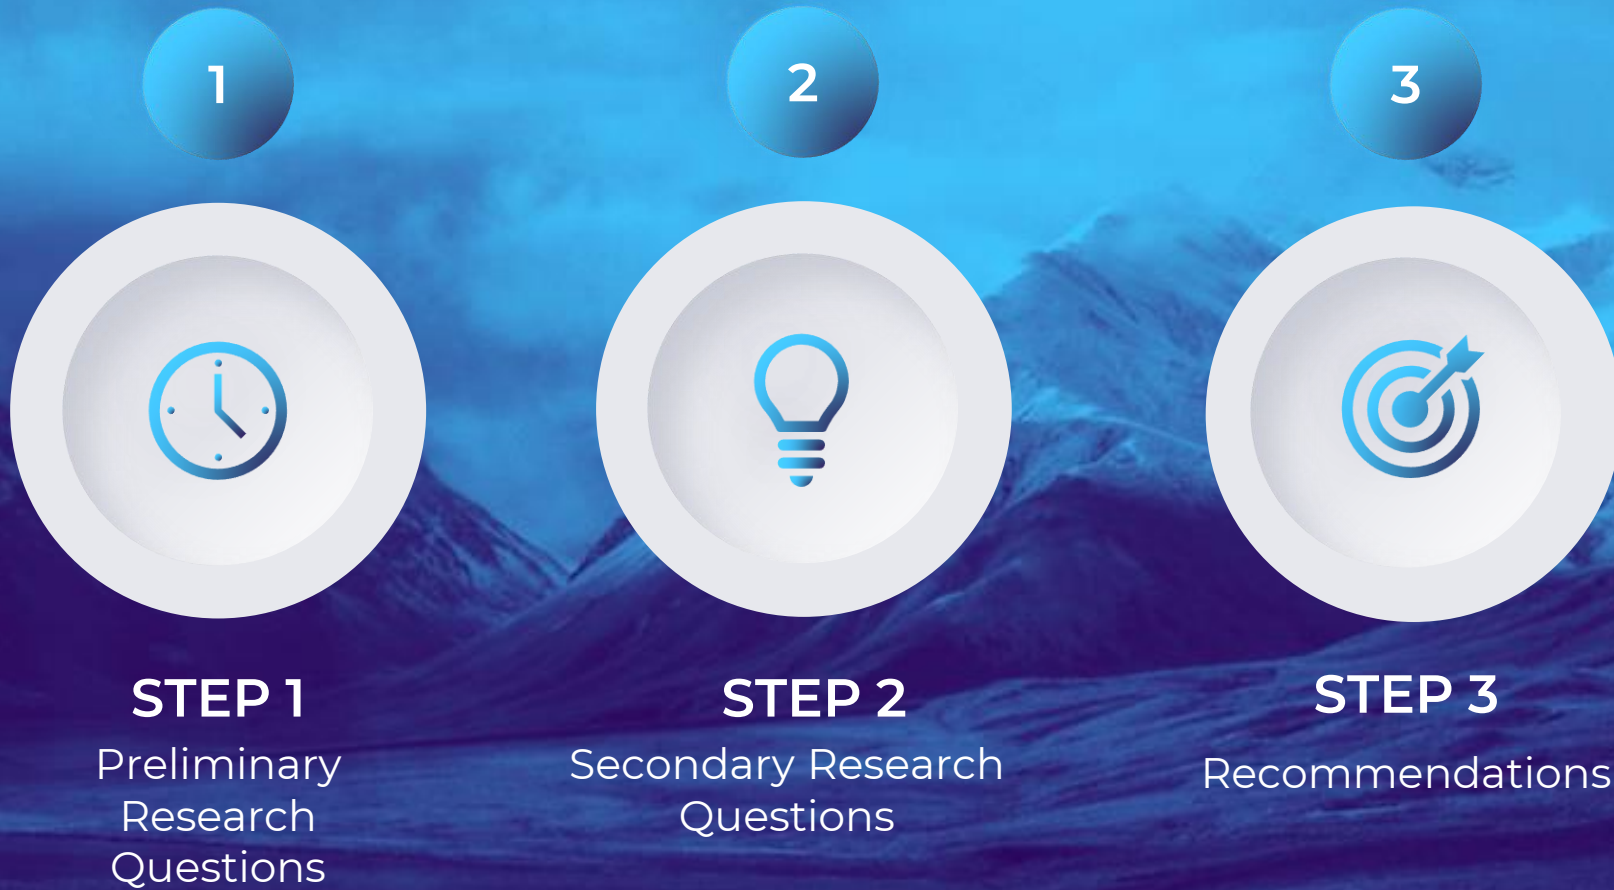 1
2
3
STEP 1
Preliminary
Research
Questions
STEP 2
Secondary Research
Questions
STEP 3
Recommendations